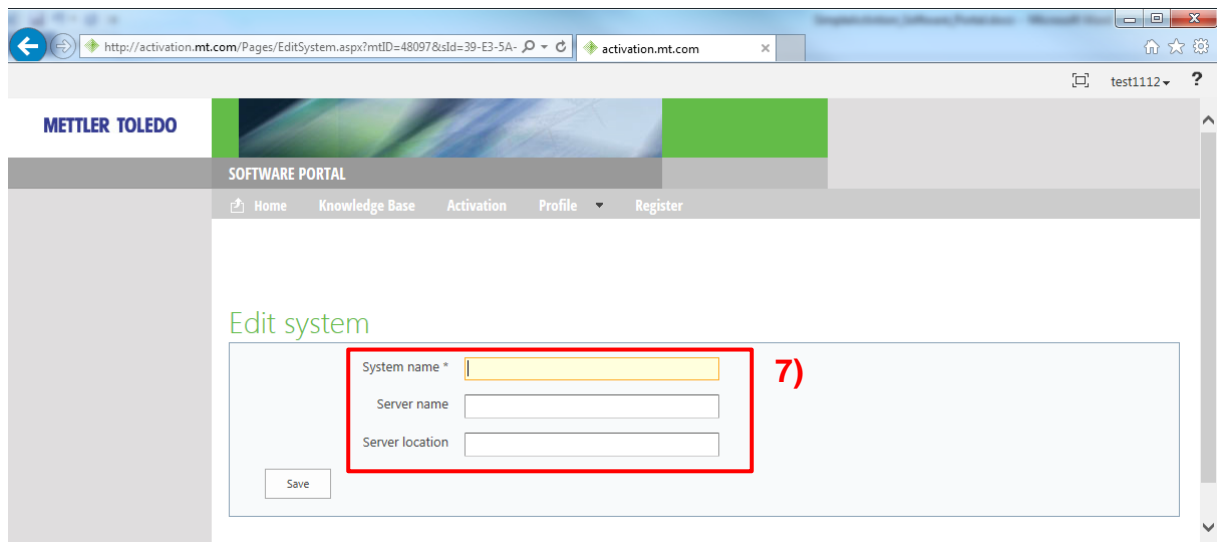 http://activation.mt.com/Pages/EditSystem.aspx?mtID=48097&sId=39-E3-5A-
activation.mt.com
test1112
?
METTLER TOLEDO
SOFTWARE PORTAL
Home Knowledge Base Activation Profile Register
Edit system
System name *
7)
Server name
Server location
Save